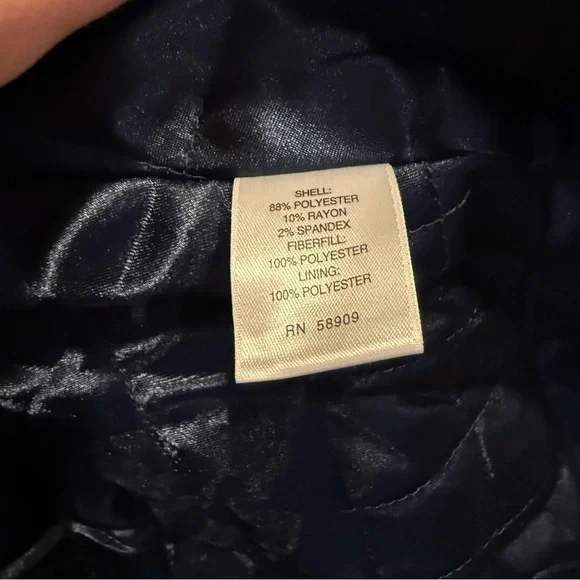 SHELL:
88% POLYESTER
10% RAYON
2% SPANDEX
FIBERFILL:
100% POLYESTER
LINING:
100% POLYESTER
RN 58909